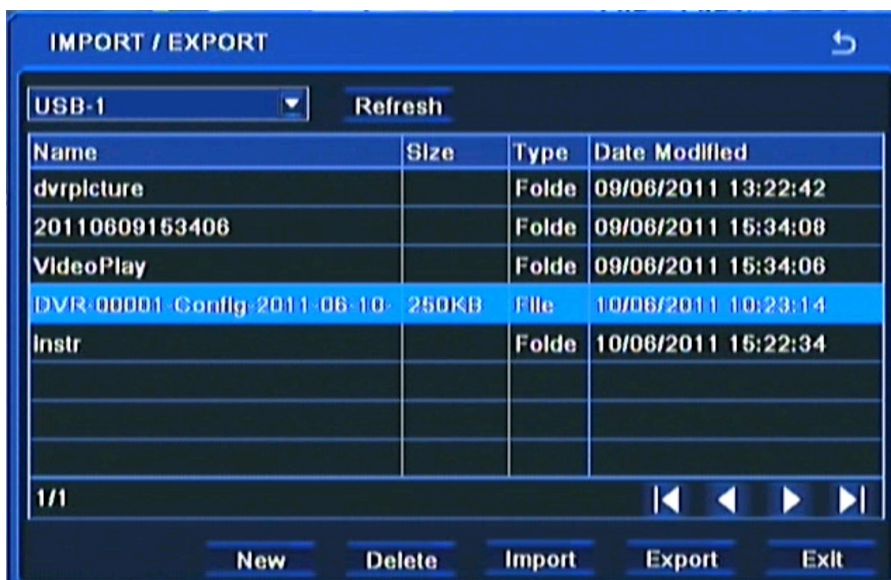 IMPORT / EXPORT
USB-1 Refresh
Name Size Type Date Modified
dvrpicture Folde 09/06/2011 13:22:42
20110609153406 Folde 09/06/2011 15:34:08
VideoPlay Folde 09/06/2011 15:34:06
DVR-00001-Config-2011-06-10- 250KB File 10/06/2011 10:23:14
Instr Folde 10/06/2011 15:22:34
1/1
New Delete Import Export Exit